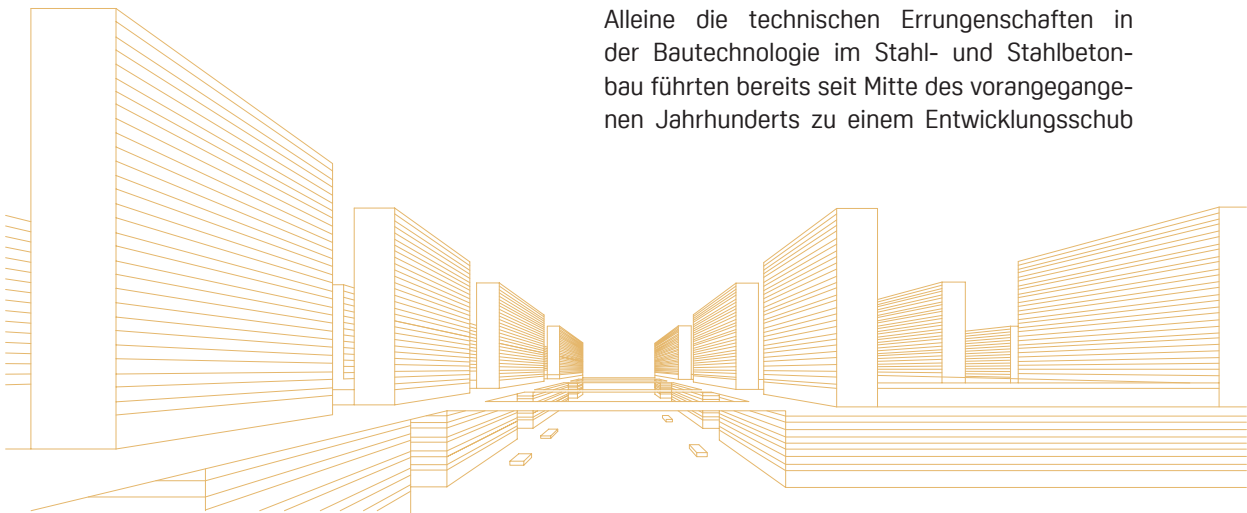 Alleine die technischen Errungenschaften in
der Bautechnologie im Stahl- und Stahlbeton-
bau führten bereits seit Mitte des vorangegange-
nen Jahrhunderts zu einem Entwicklungsschub